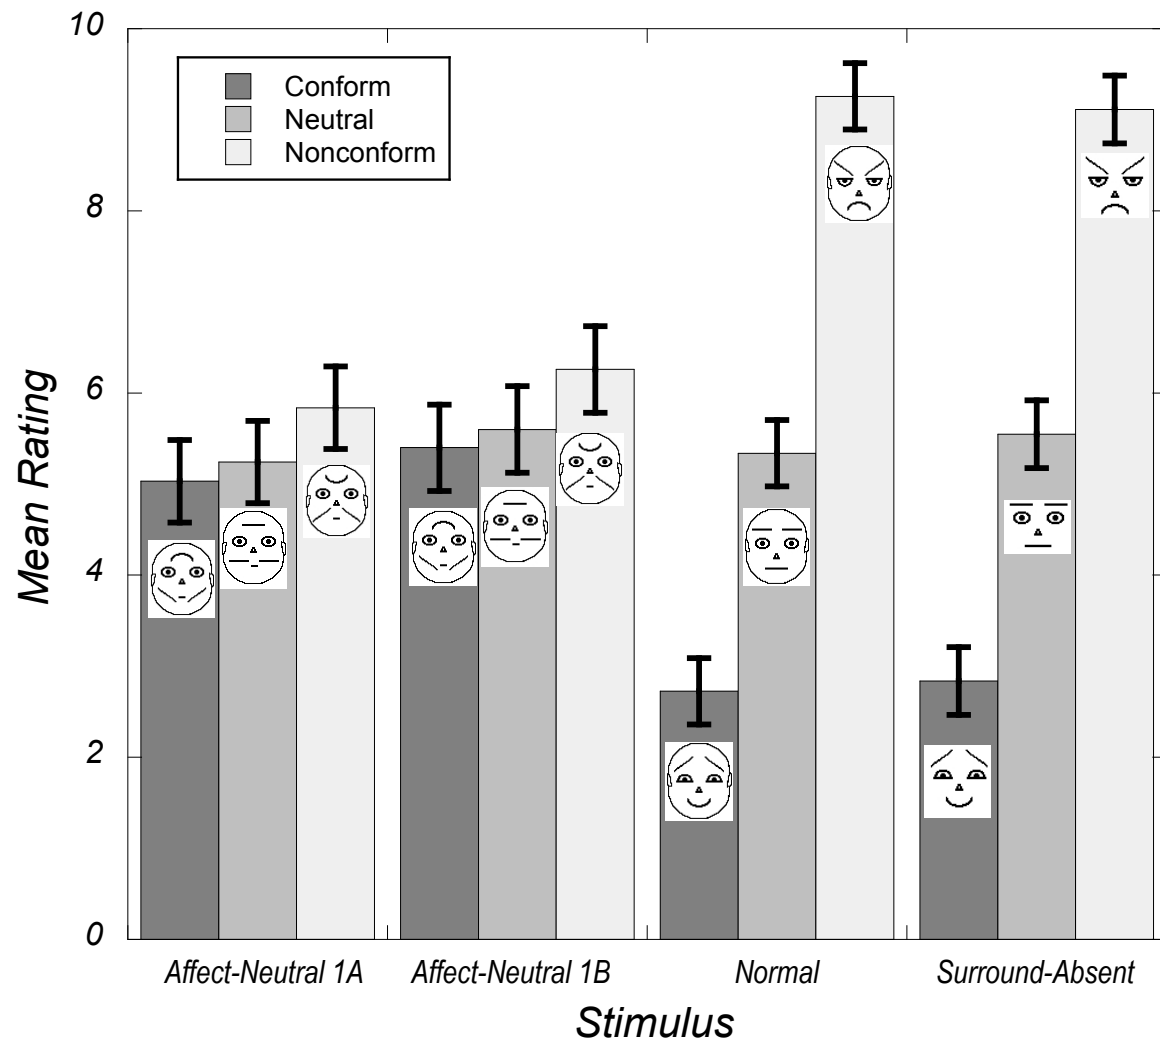 10
Conform
Neutral
Nonconform
8
6
4
2
0
Mean Rating
Affect-Neutral 1A
Affect-Neutral 1B
Normal
Surround-Absent
Stimulus